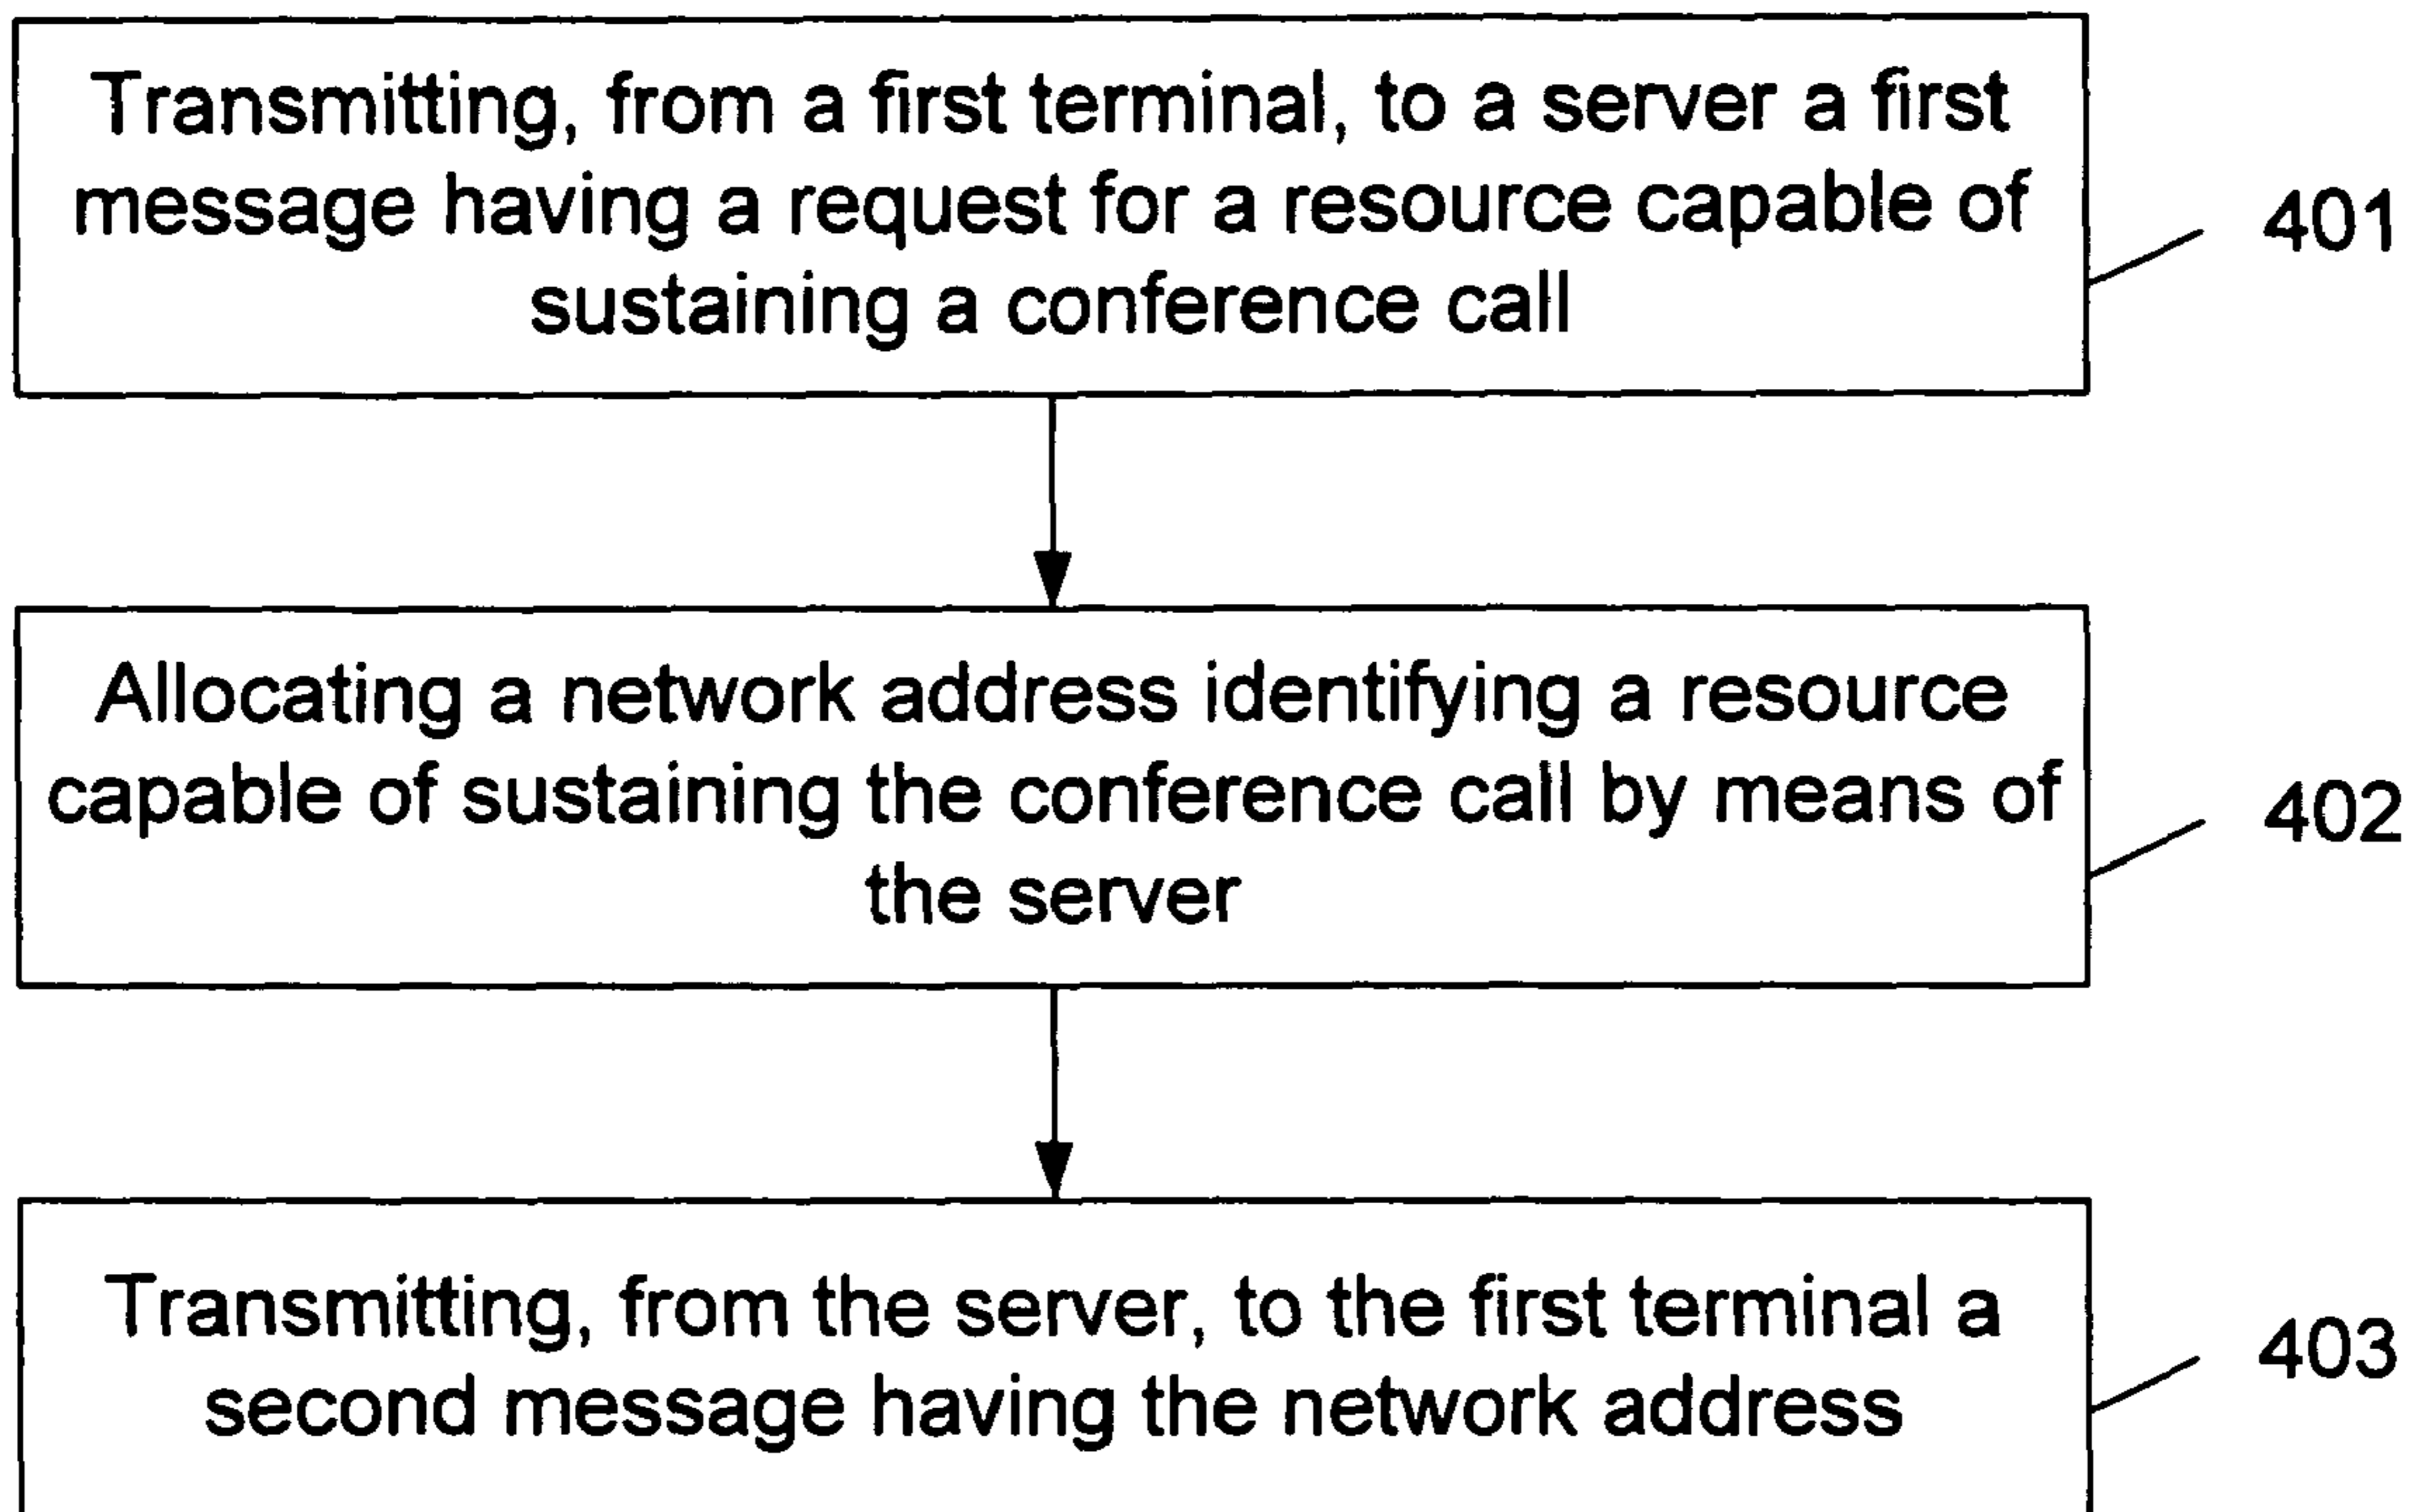 Transmitting, from a first terminal, to a server a first
message having a request for a resource capable of
sustaining a conference call
401
Allocating a network address identifying a resource
capable of sustaining the conference call by means of
the server
402
Transmitting, from the server, to the first terminal a
second message having the network address
403